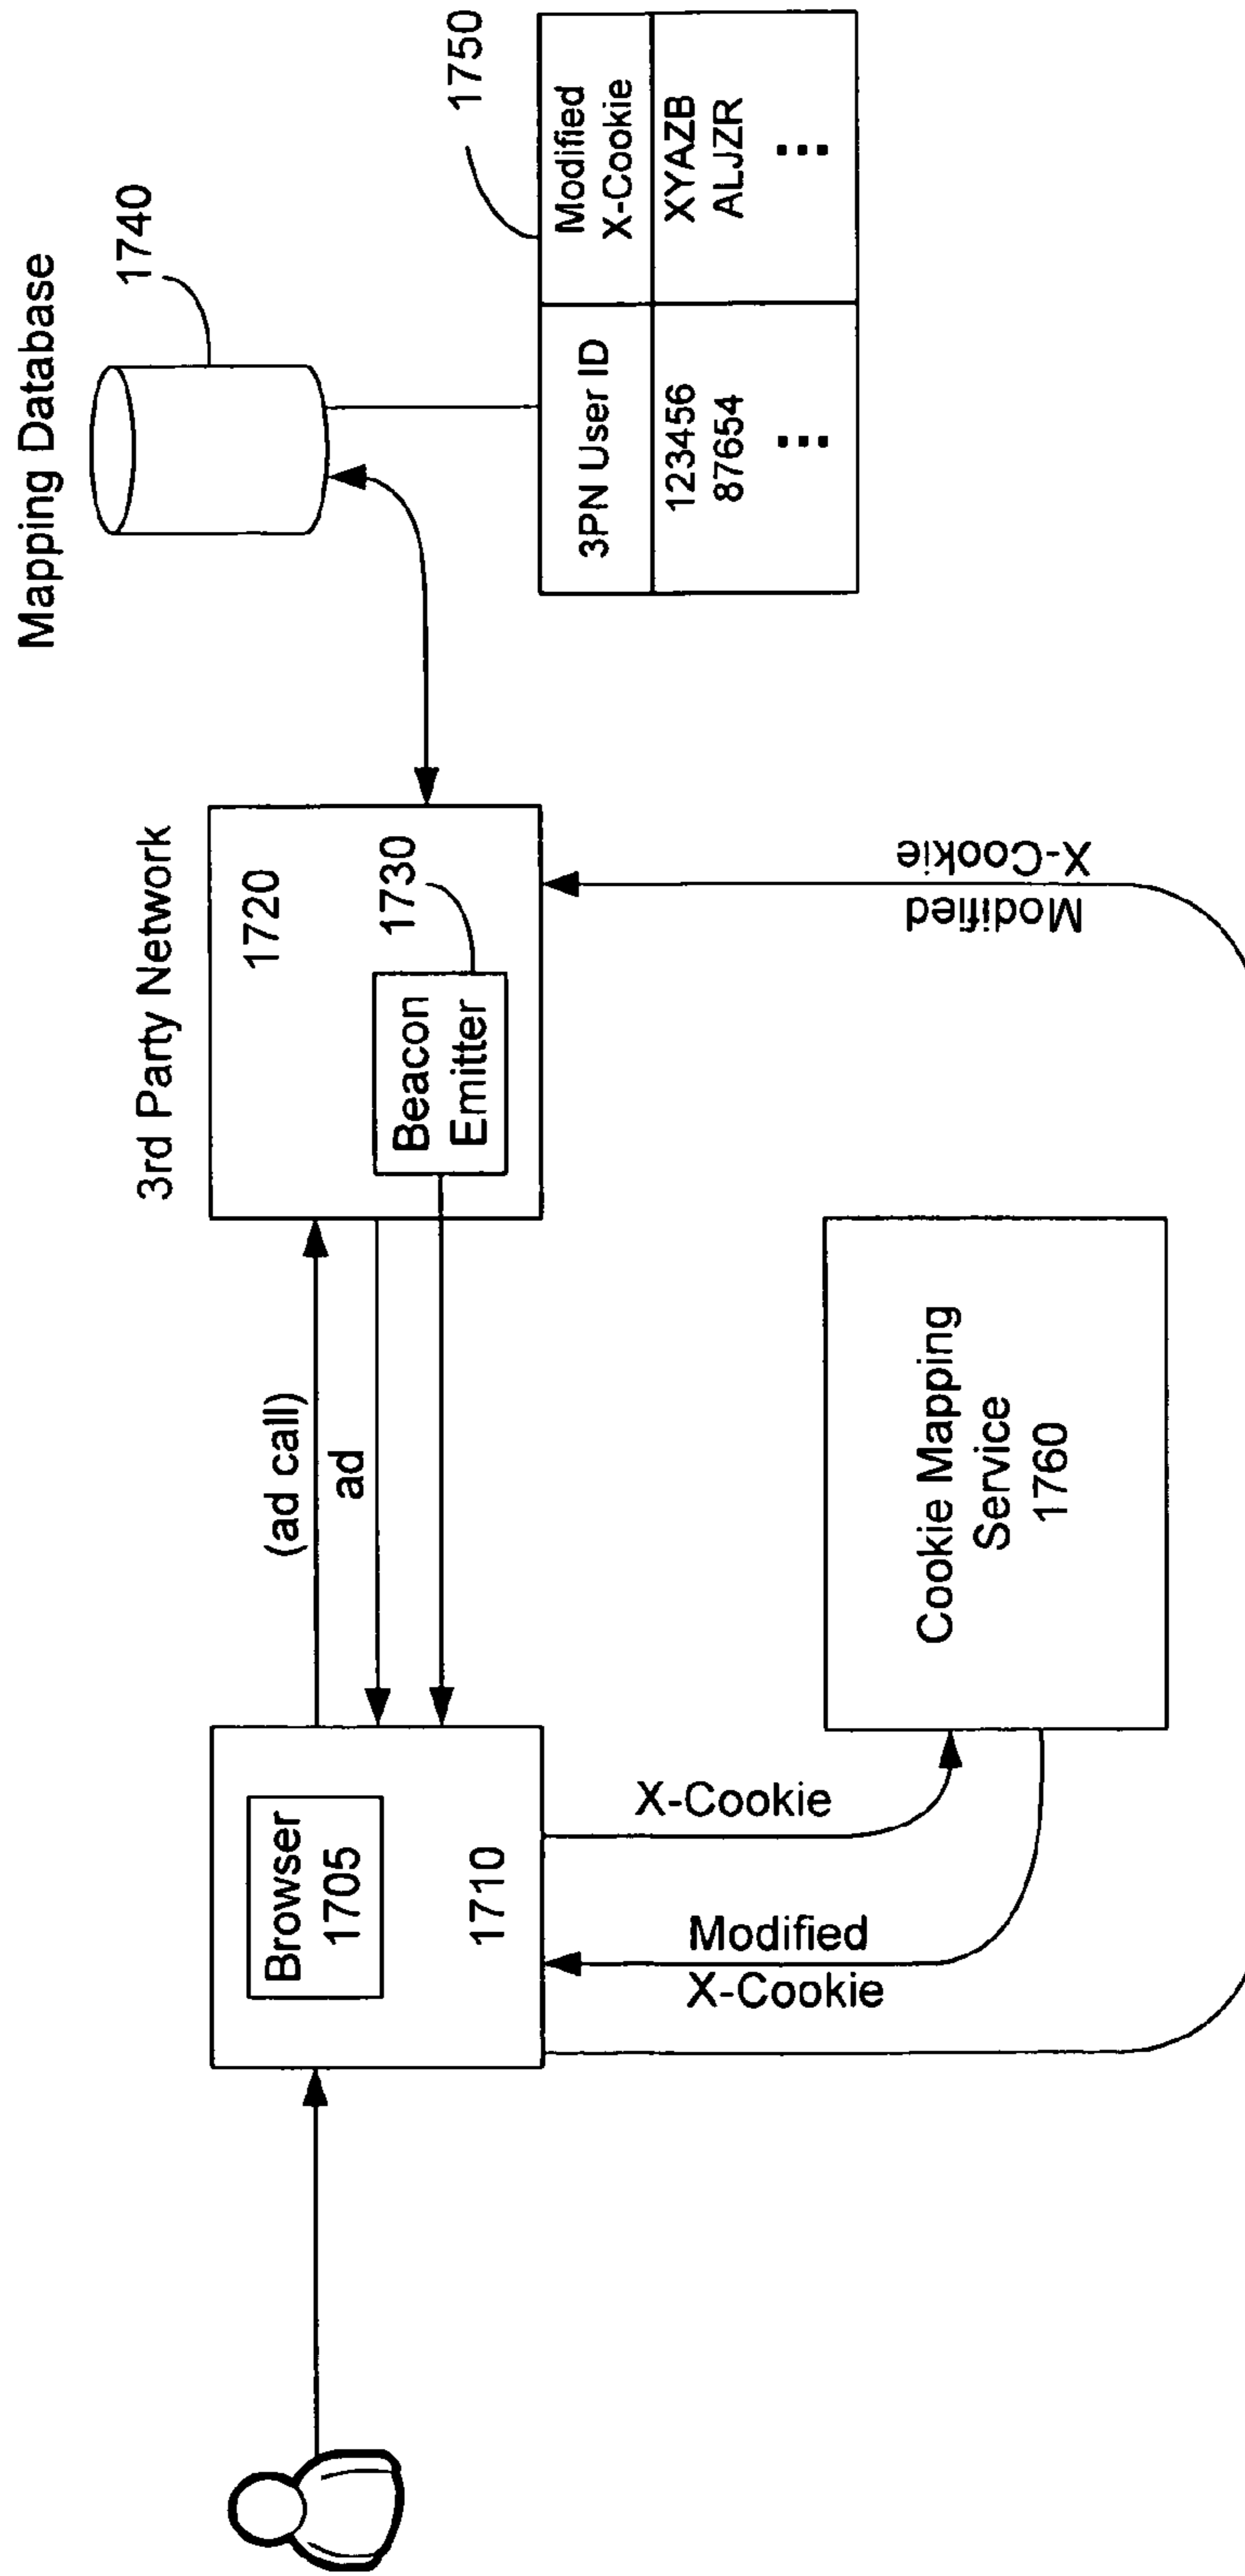 Mapping Database
1740
3rd Party Network
1720
1730
Beacon
Emitter
(ad call)
ad
Browser
1705
1710
X-Cookie
Modified
X-Cookie
Cookie Mapping
Service
1760
Modified
X-Cookie
1750
3PN User ID
Modified
X-Cookie
123456
XYAZB
87654
ALJZR
⋮
⋮